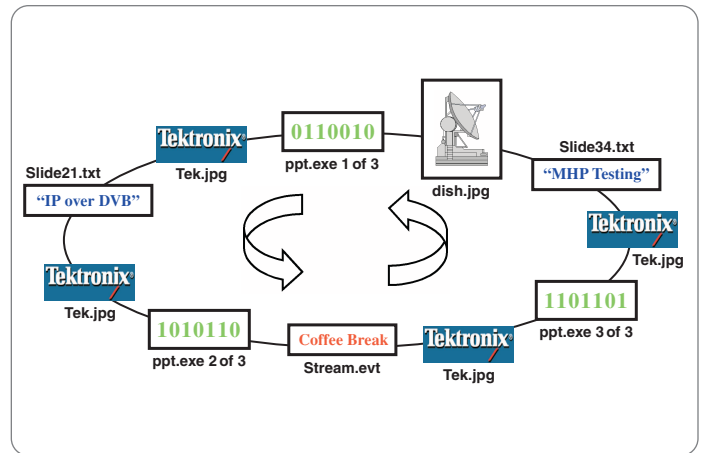 0110010
Tektronix®
ppt.exe 1 of 3
Tek.jpg
dish.jpg
Slide34.txt
"MHP Testing"
Slide21.txt
"IP over DVB"
Tektronix®
Tek.jpg
Tektronix®
Tek.jpg
1101101
ppt.exe 3 of 3
1010110
ppt.exe 2 of 3
Coffee Break
Stream.evt
Tektronix®
Tek.jpg